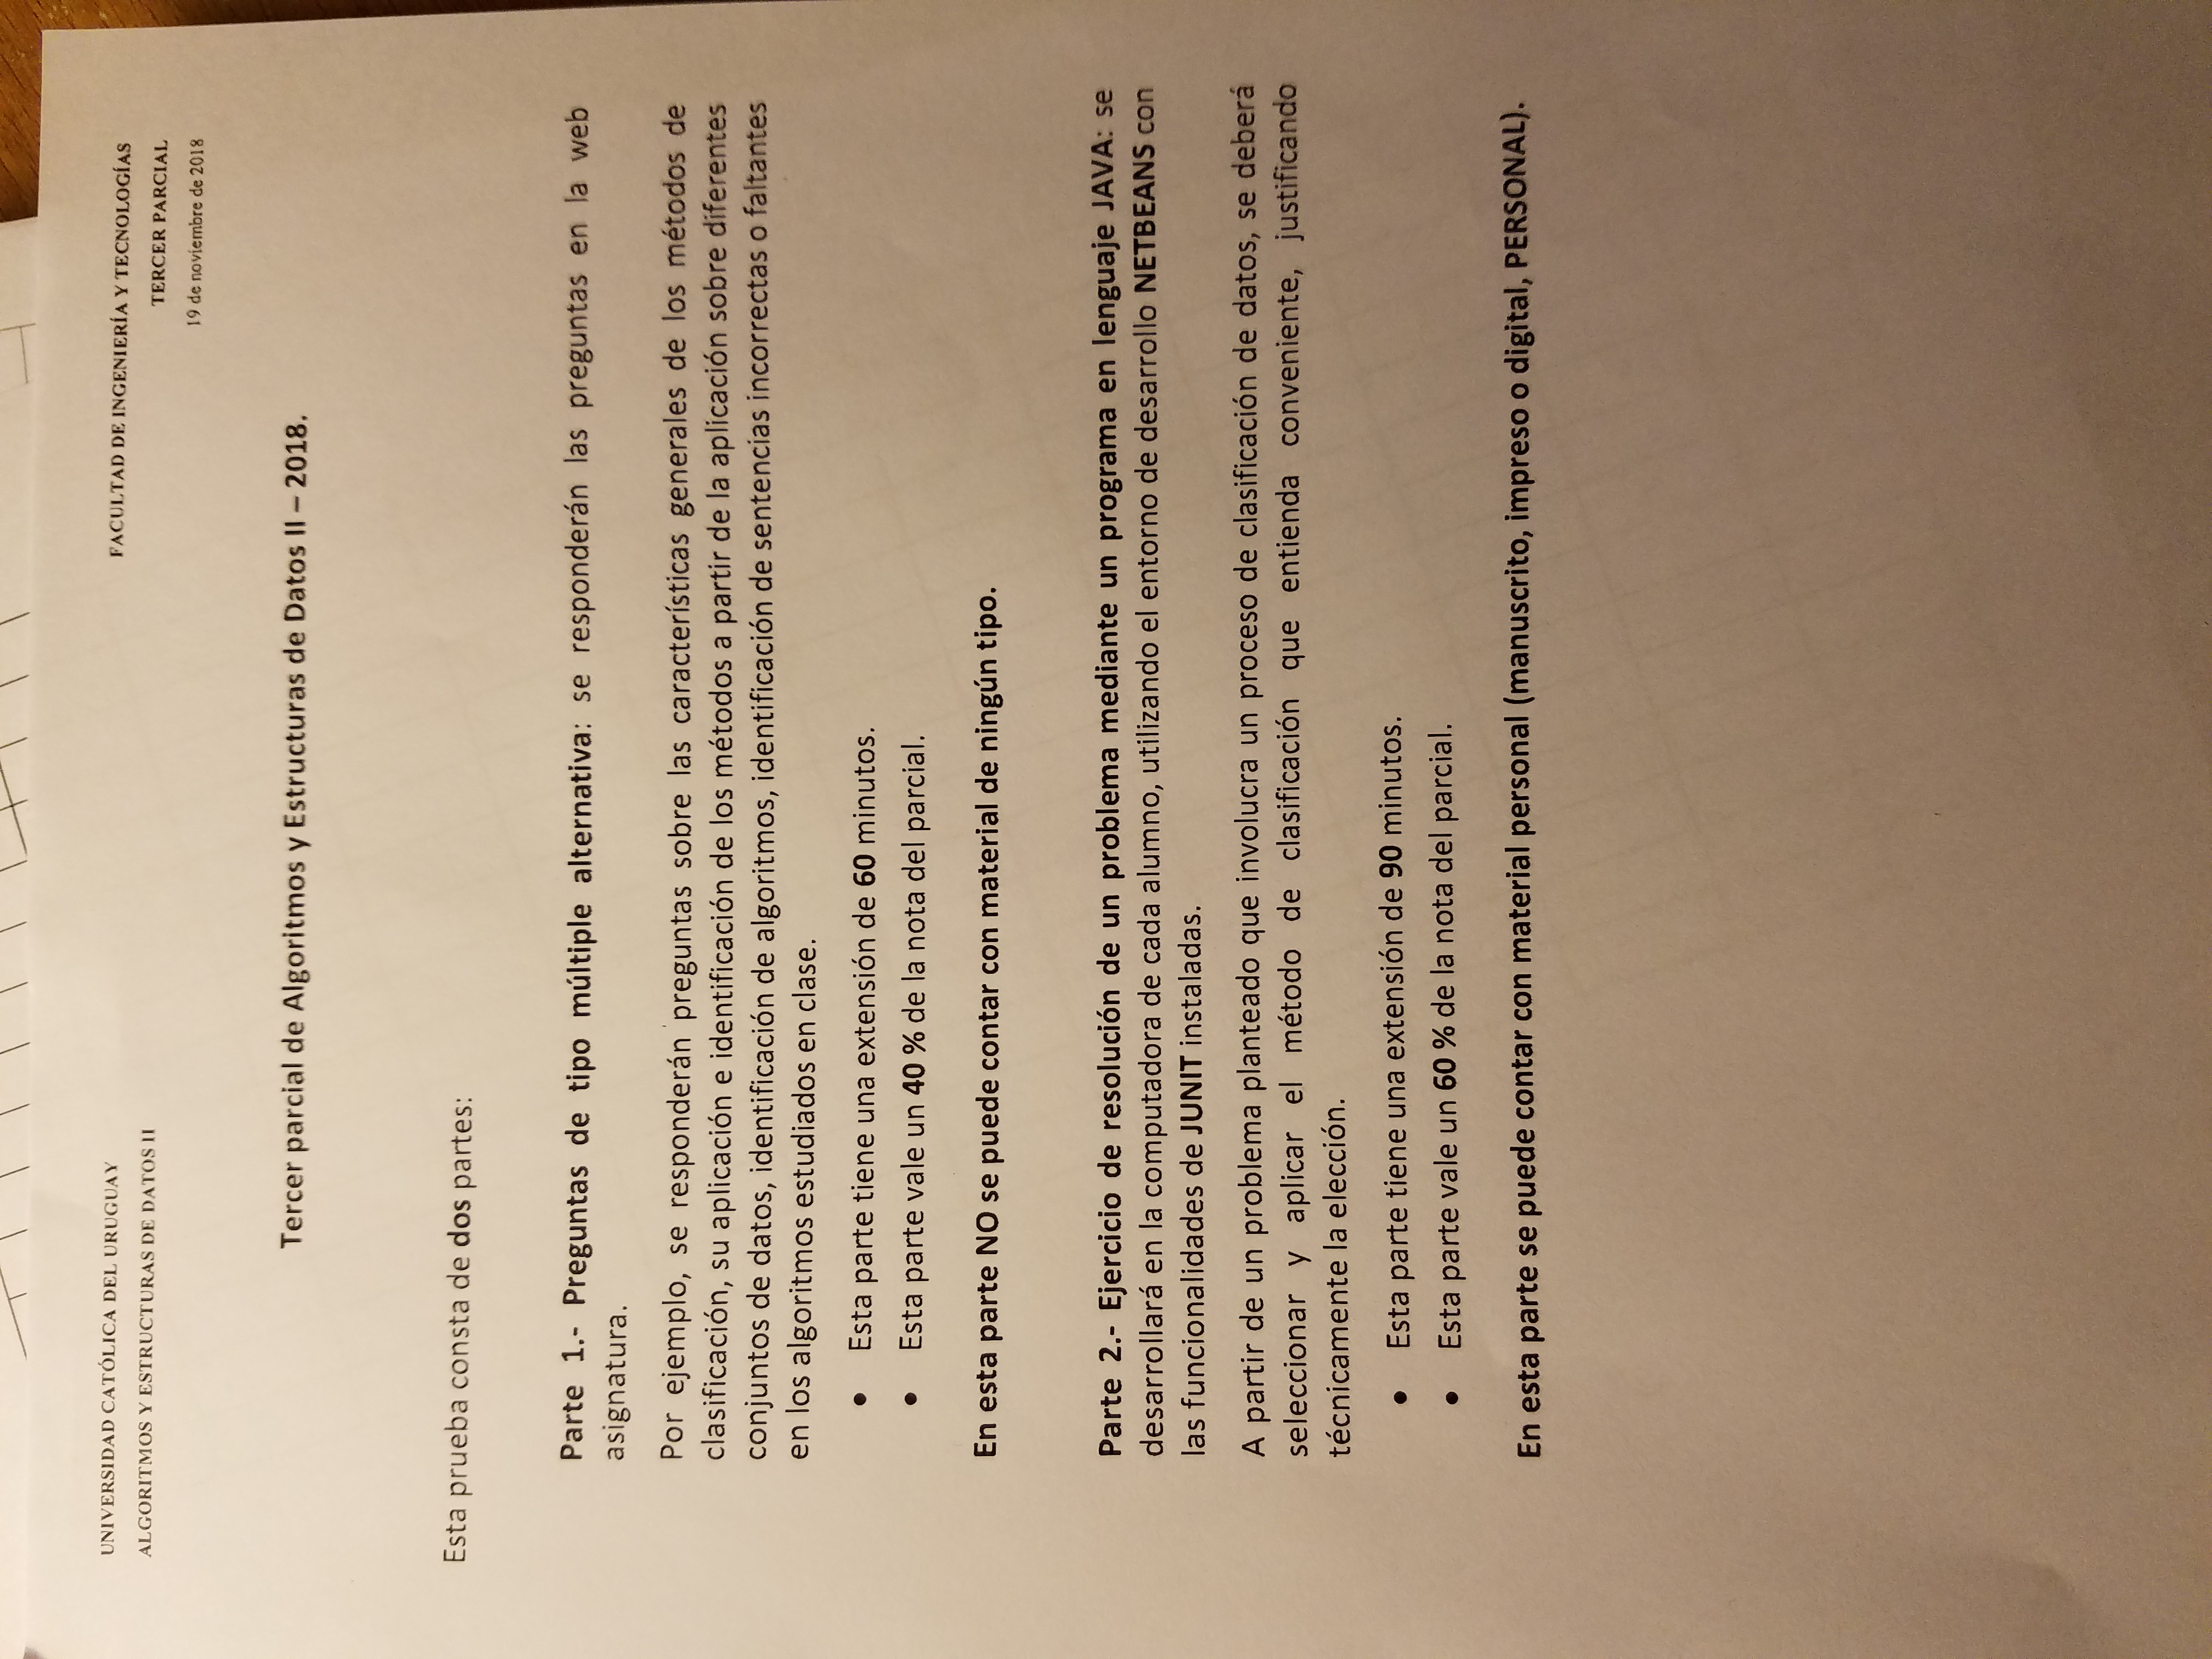 UNIVERSIDAD CATÓLICA DEL URUGUAY
ALGORITMOS Y ESTRUCTURAS DE DATOS II
FACULTAD DE INGENIERÍA Y TECNOLOGÍAS
TERCER PARCIAL
19 de noviembre de 2018
Tercer parcial de Algoritmos y Estructuras de Datos II – 2018.
Esta prueba consta de dos partes:
Parte 1.- Preguntas de tipo múltiple alternativa: se responderán las preguntas en la web
asignatura.
Por ejemplo, se responderán preguntas sobre las características generales de los métodos de
clasificación, su aplicación e identificación de los métodos a partir de la aplicación sobre diferentes
conjuntos de datos, identificación de algoritmos, identificación de sentencias incorrectas o faltantes
en los algoritmos estudiados en clase.
• Esta parte tiene una extensión de 60 minutos.
• Esta parte vale un 40 % de la nota del parcial.
En esta parte NO se puede contar con material de ningún tipo.
Parte 2.- Ejercicio de resolución de un problema mediante un programa en lenguaje JAVA: se
desarrollará en la computadora de cada alumno, utilizando el entorno de desarrollo NETBEANS con
las funcionalidades de JUNIT instaladas.
A partir de un problema planteado que involucra un proceso de clasificación de datos, se deberá
seleccionar y aplicar el método de clasificación que entienda conveniente, justificando
técnicamente la elección.
• Esta parte tiene una extensión de 90 minutos.
• Esta parte vale un 60 % de la nota del parcial.
En esta parte se puede contar con material personal (manuscrito, impreso o digital, PERSONAL).